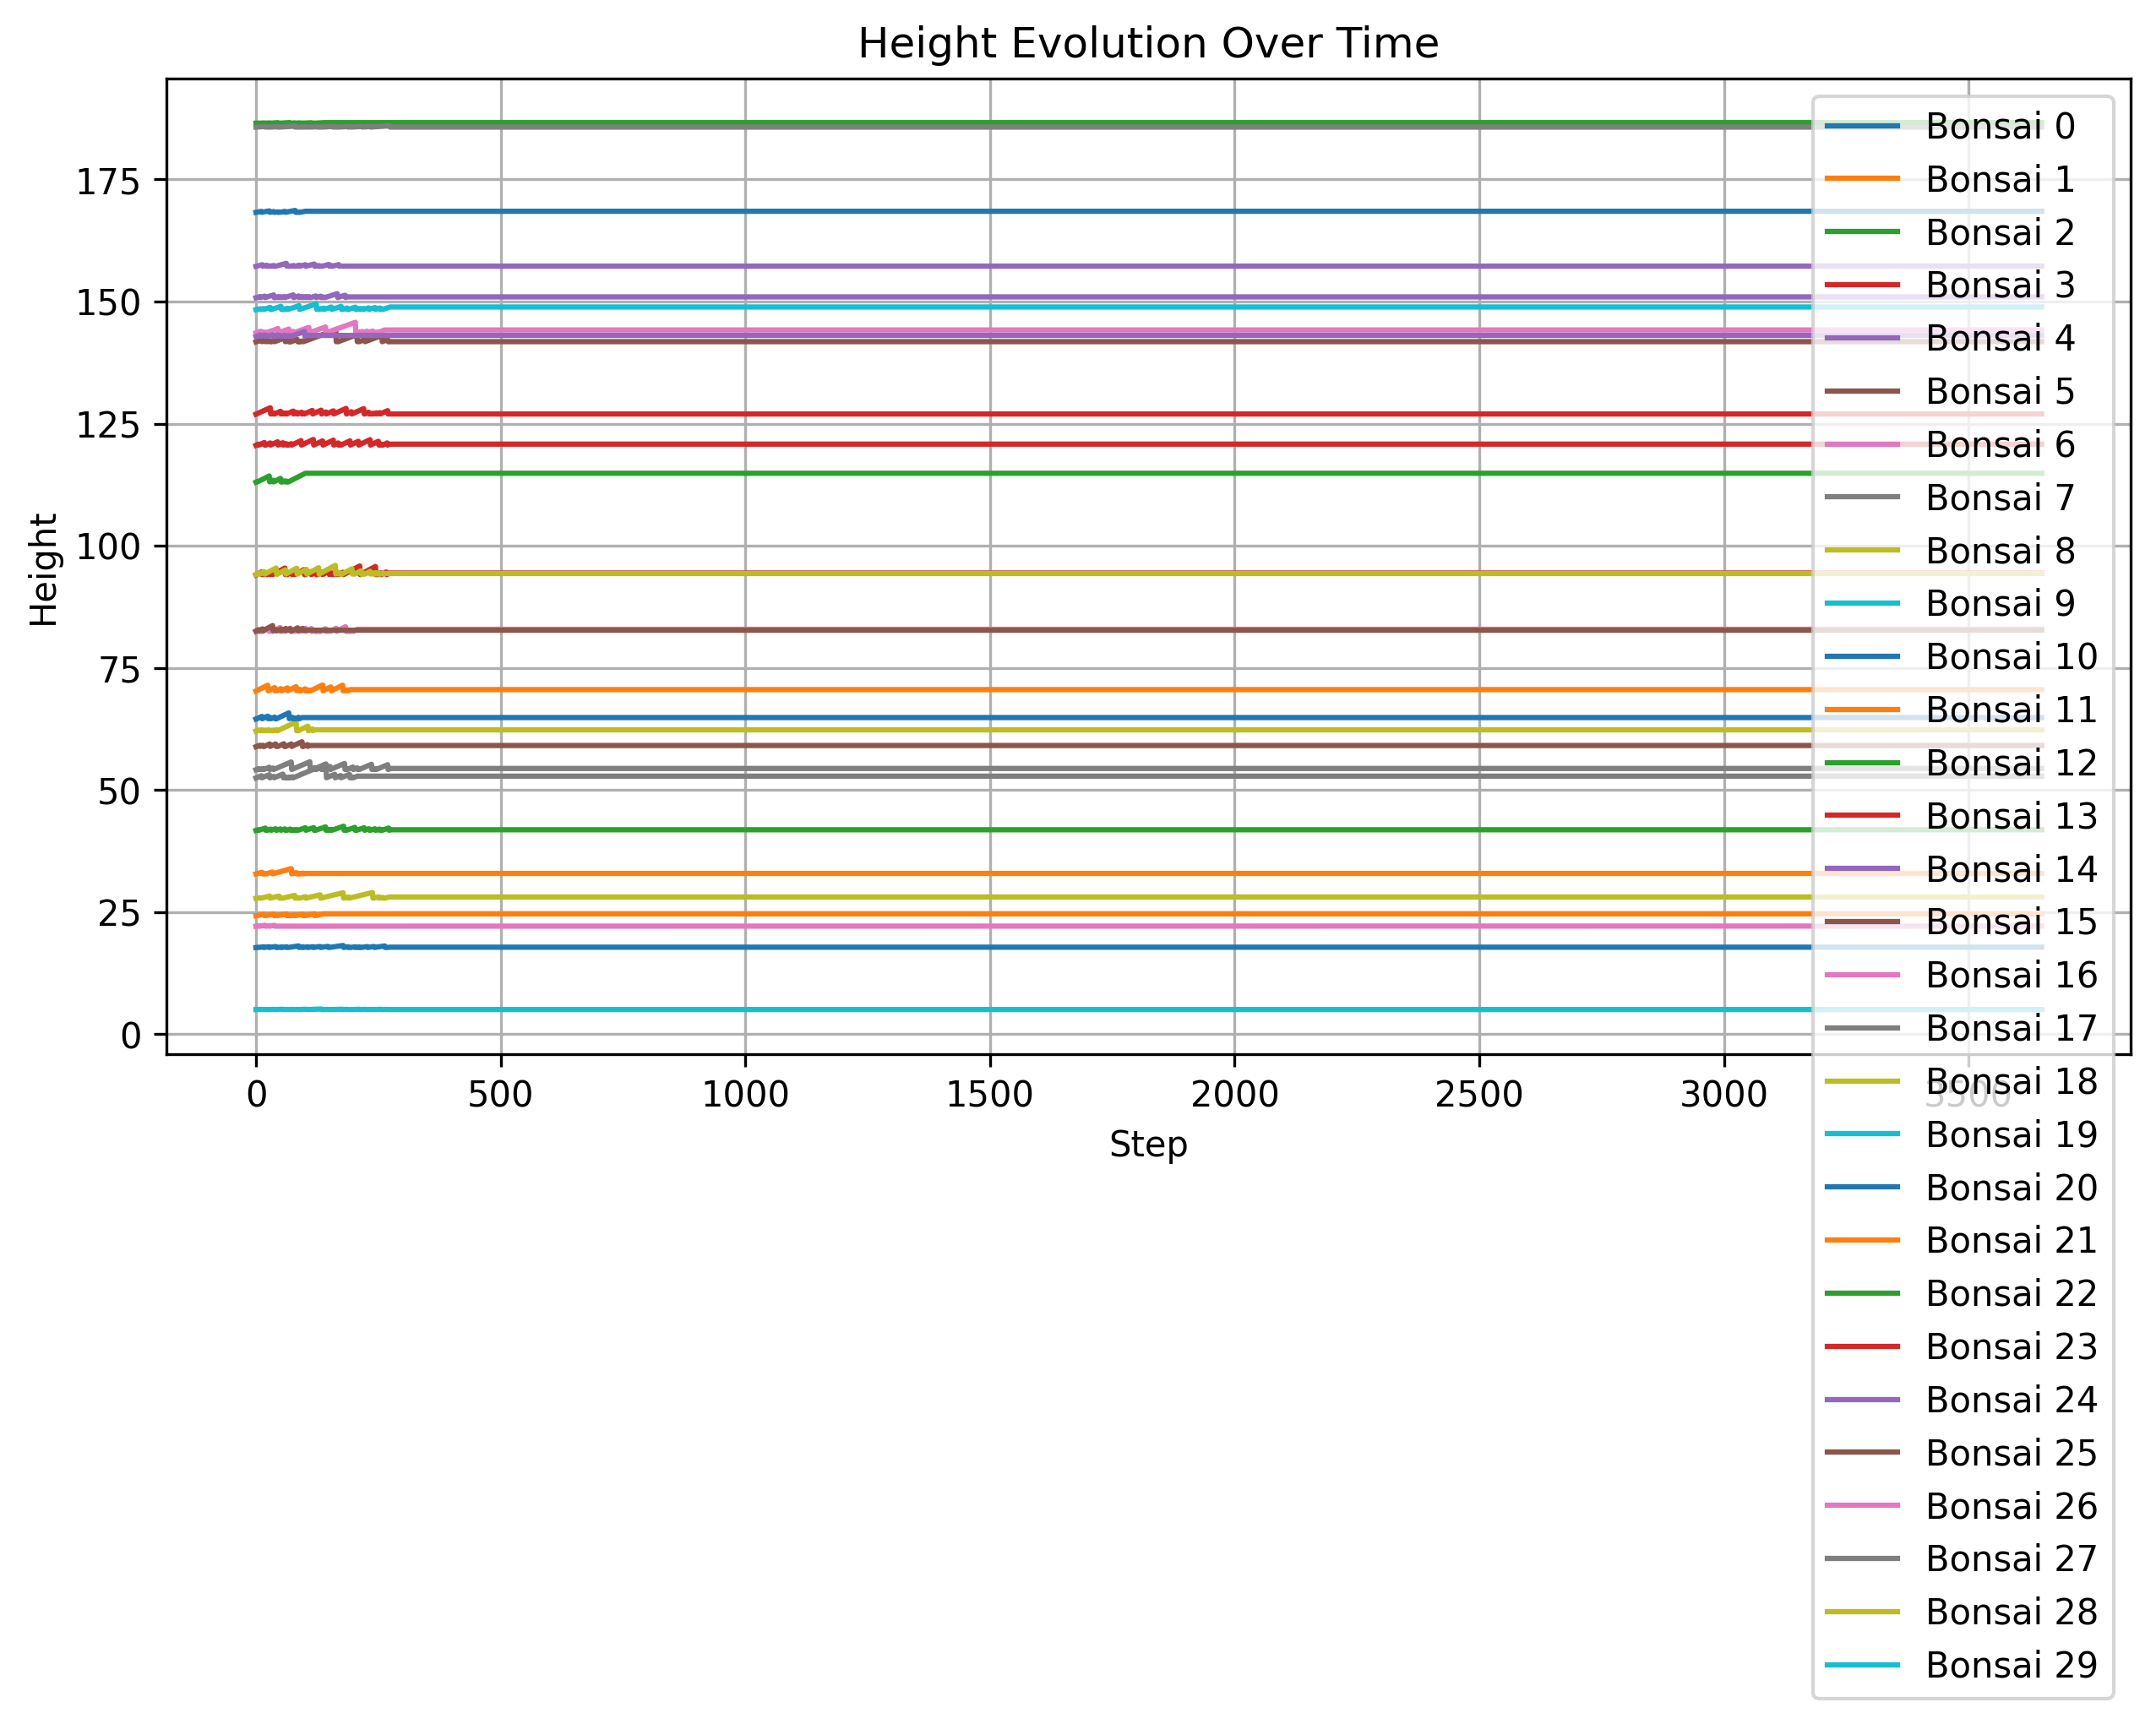 Height Evolution Over Time
Height
175
150
125
100
75
50
25
0
0 500 1000 1500 2000 2500 3000 3500
Step
Bonsai 0
Bonsai 1
Bonsai 2
Bonsai 3
Bonsai 4
Bonsai 5
Bonsai 6
Bonsai 7
Bonsai 8
Bonsai 9
Bonsai 10
Bonsai 11
Bonsai 12
Bonsai 13
Bonsai 14
Bonsai 15
Bonsai 16
Bonsai 17
Bonsai 18
Bonsai 19
Bonsai 20
Bonsai 21
Bonsai 22
Bonsai 23
Bonsai 24
Bonsai 25
Bonsai 26
Bonsai 27
Bonsai 28
Bonsai 29